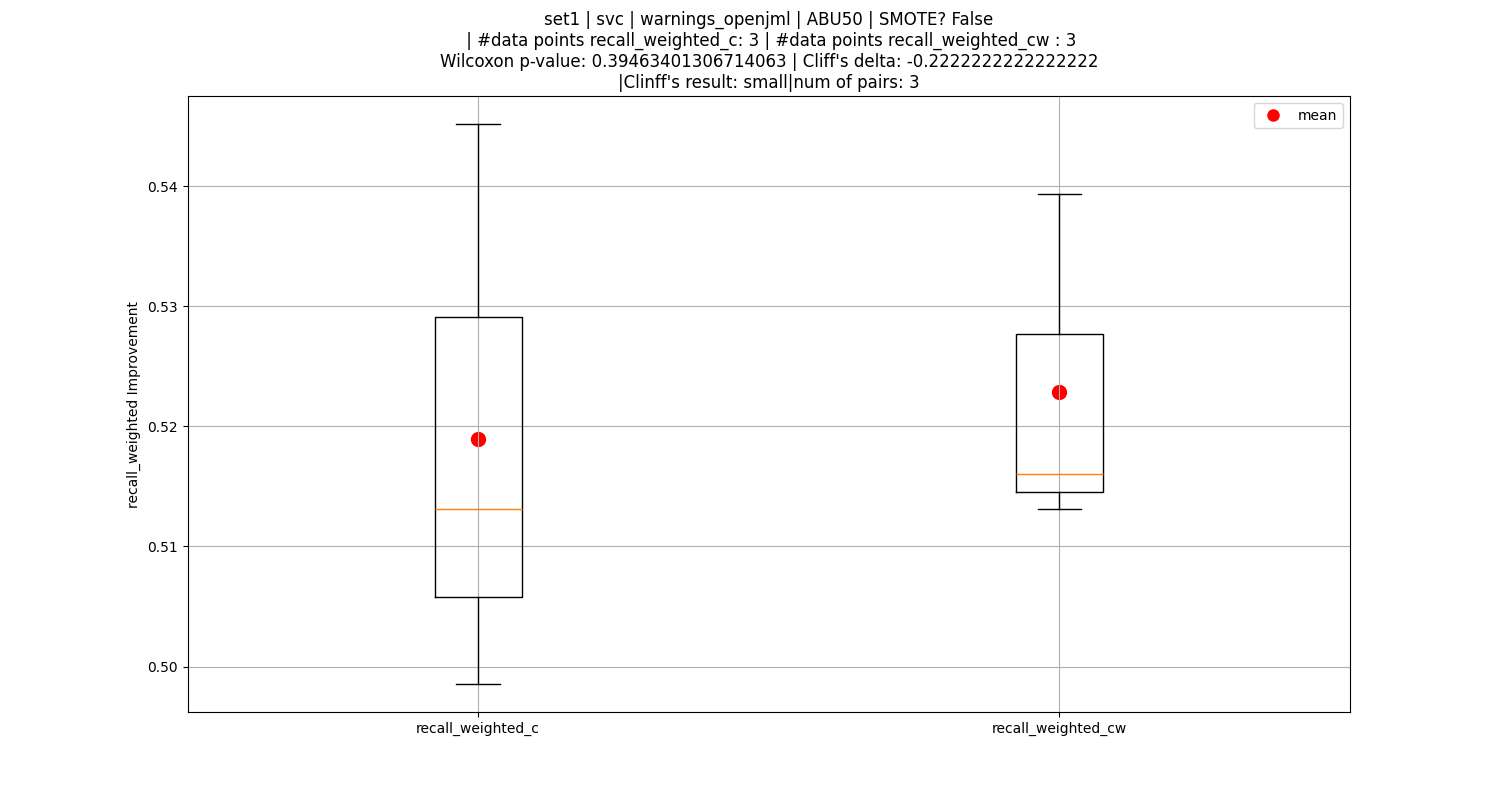 set1 | svc | warnings_openjml | ABU50 | SMOTE? False
| #data points recall_weighted_c: 3 | #data points recall_weighted_cw : 3
Wilcoxon p-value: 0.39463401306714063 | Cliff's delta: -0.2222222222222222
|Clinff's result: small|num of pairs: 3
mean
0.54
0.53
0.52
0.51
0.50
recall_weighted Improvement
recall_weighted_c
recall_weighted_cw